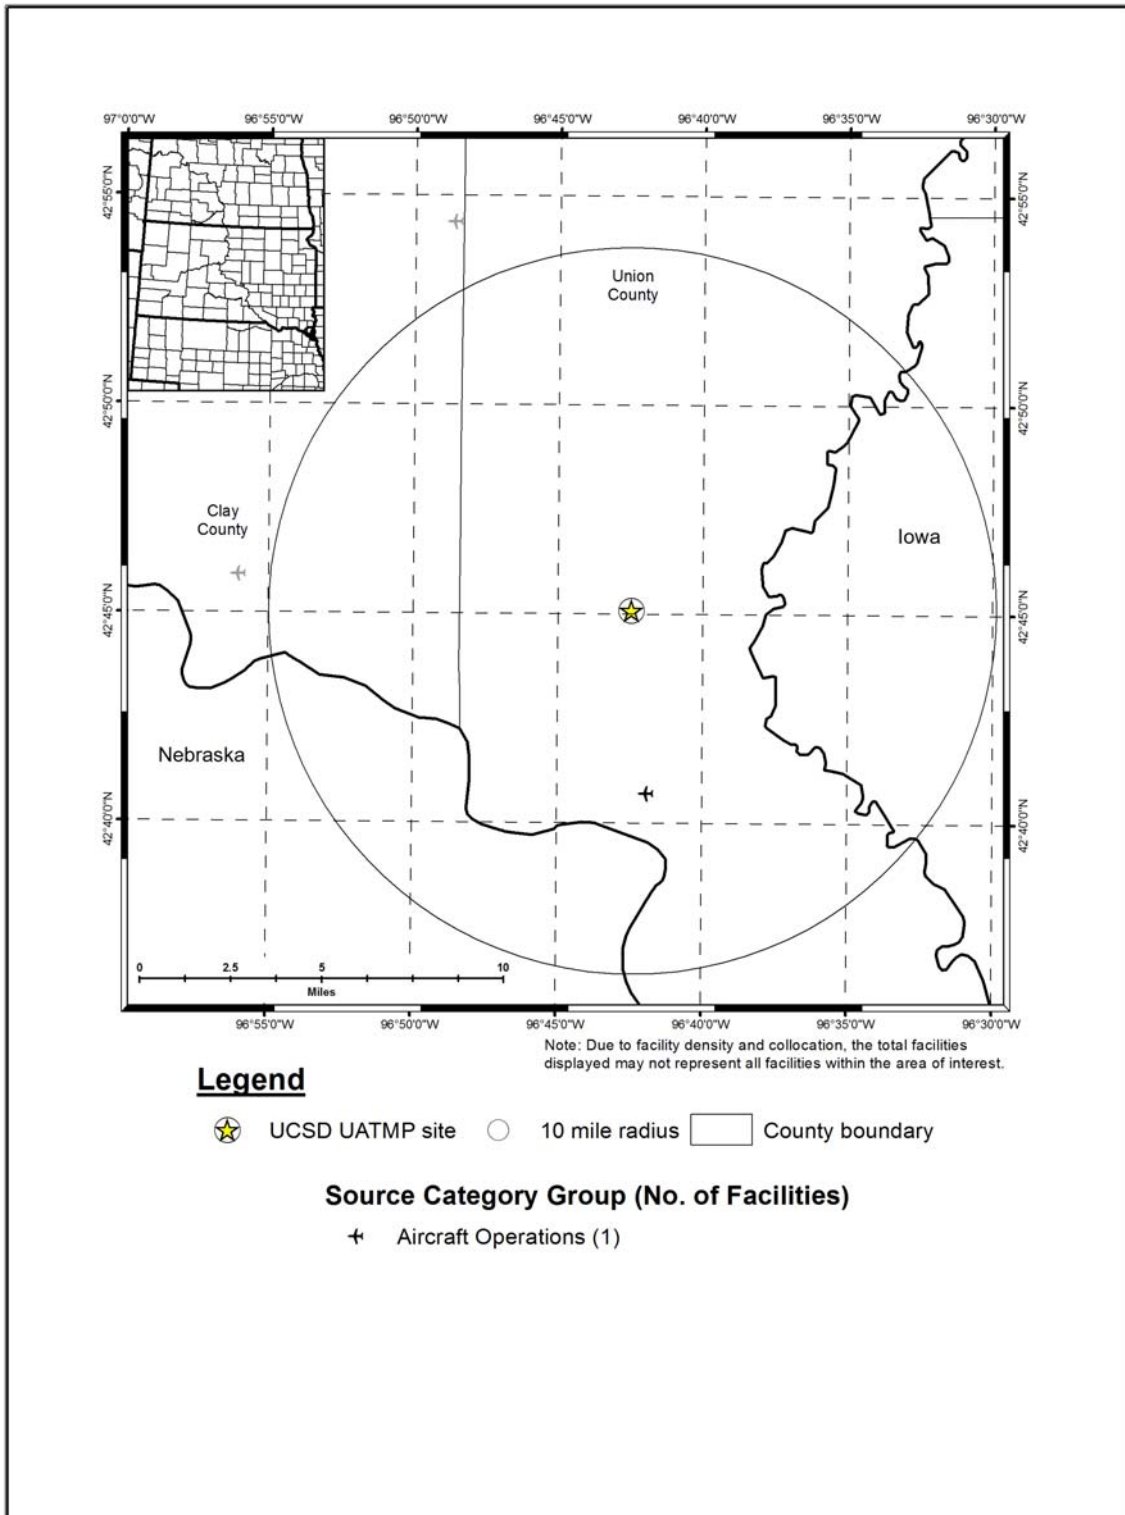 97°0'0"W 96°55'0"W 96°50'0"W 96°45'0"W 96°40'0"W 96°35'0"W 96°30'0"W
42°55'0"N
42°55'0"N
Union
County
42°50'0"N
42°50'0"N
Clay
County
Iowa
42°45'0"N
42°45'0"N
Nebraska
42°40'0"N
42°40'0"N
0 2.5 5 10
Miles
96°55'0"W 96°50'0"W 96°45'0"W 96°40'0"W 96°35'0"W 96°30'0"W
Note: Due to facility density and collocation, the total facilities
displayed may not represent all facilities within the area of interest.
Legend
UCSD UATMP site 10 mile radius County boundary
Source Category Group (No. of Facilities)
Aircraft Operations (1)